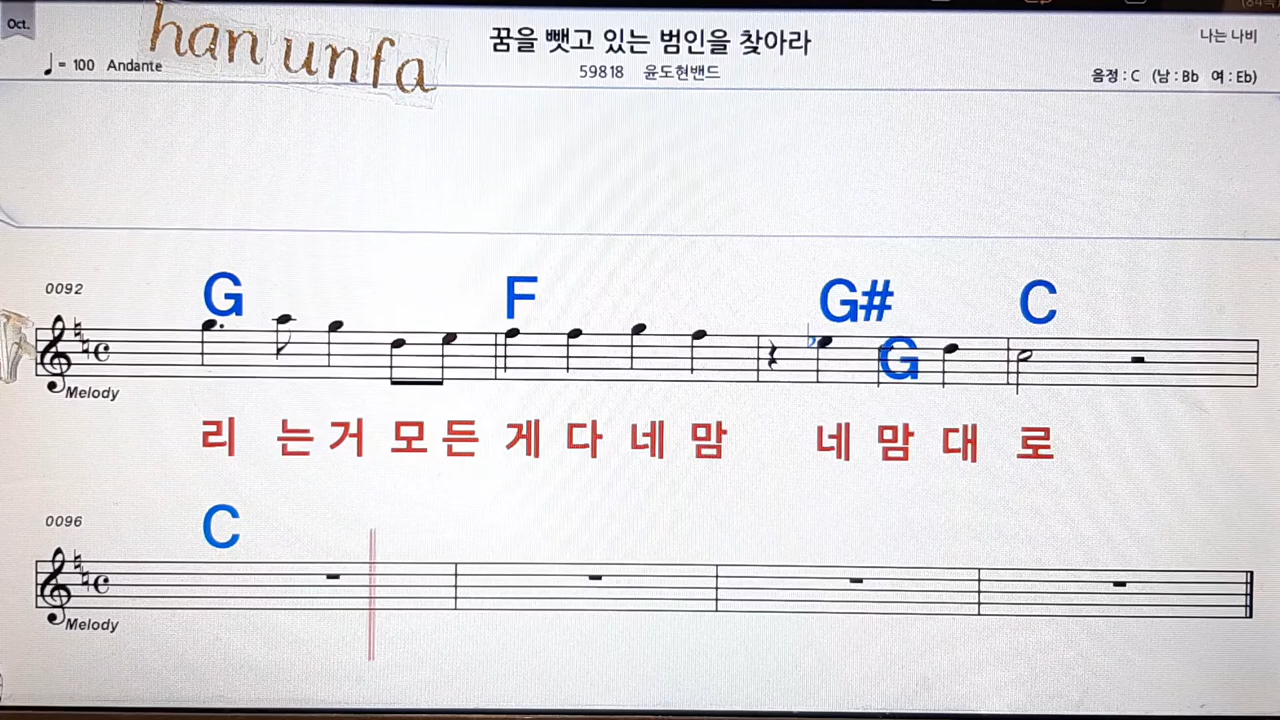 Oct.
han unfa
꿈을 뺏고 있는 범인을 찾아라
나는 나비
♩= 100 Andante
59818 윤도현밴드
음정 : C (남 : Bb 여 : Eb)
0092
G F G# G C
Melody
리 는 거 모 든 게 다 네 맘 네 맘 대 로
0096
C
Melody